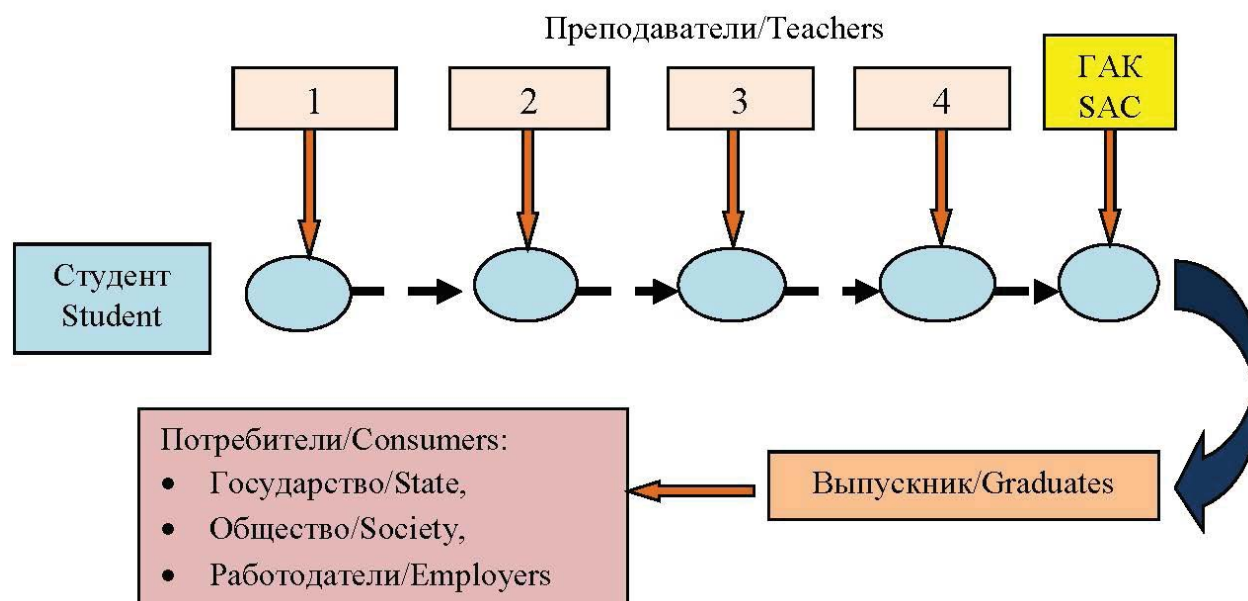 Преподаватели/Teachers
1
2
3
4
ГАК
SAC
Студент
Student
Потребители/Consumers:
• Государство/State,
• Общество/Society,
• Работодатели/Employers
Выпускник/Graduates